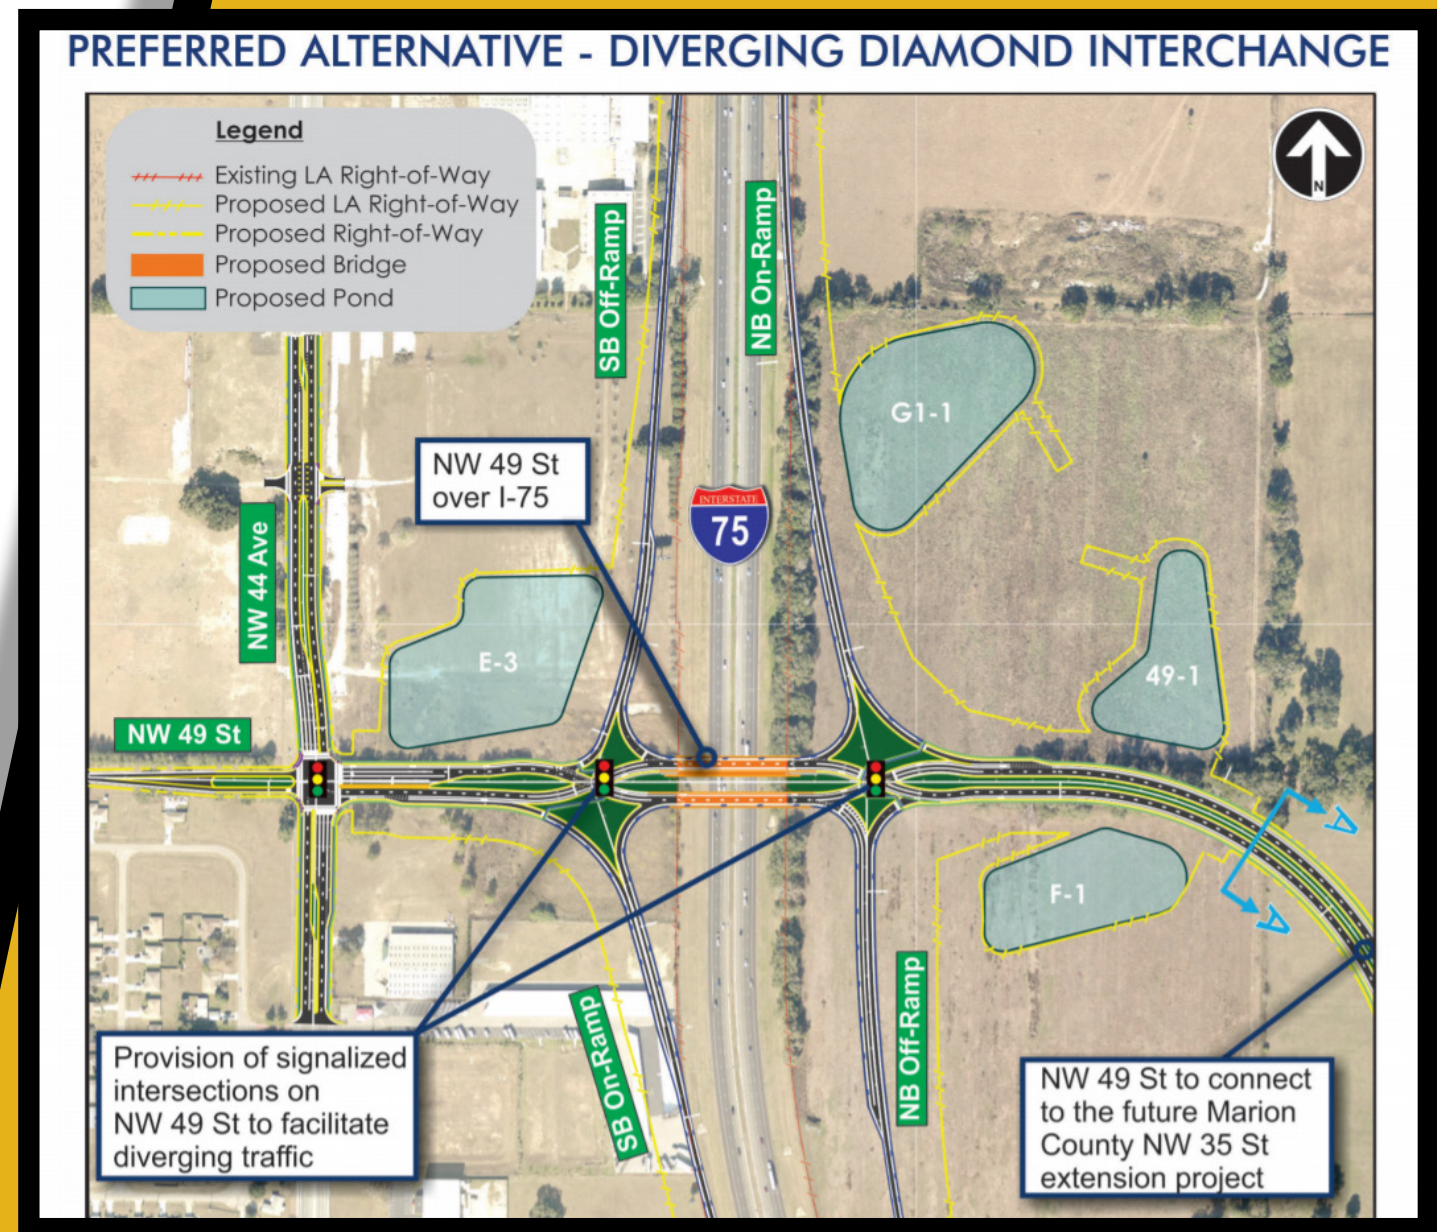 PREFERRED ALTERNATIVE - DIVERGING DIAMOND INTERCHANGE
Legend
Existing LA Right-of-Way
Proposed LA Right-of-Way
Proposed Right-of-Way
Proposed Bridge
Proposed Pond
N
SB Off-Ramp
NB On-Ramp
G1-1
NW 49 St
over I-75
INTERSTATE
75
NW 44 Ave
E-3
49-1
NW 49 St
A
A
F-1
NB Off-Ramp
SB On-Ramp
Provision of signalized
intersections on
NW 49 St to facilitate
diverging traffic
NW 49 St to connect
to the future Marion
County NW 35 St
extension project